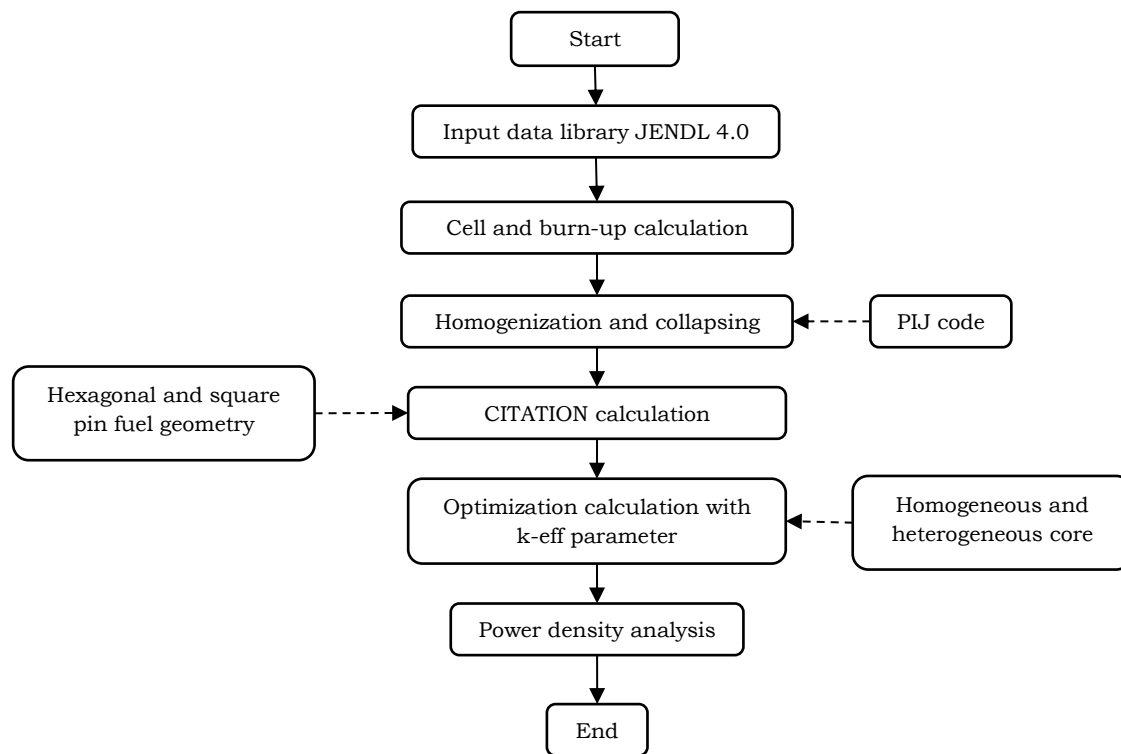 Start
Input data library JENDL 4.0
Cell and burn-up calculation
Homogenization and collapsing
PIJ code
Hexagonal and square
pin fuel geometry
CITATION calculation
Optimization calculation with
k-eff parameter
Homogeneous and
heterogeneous core
Power density analysis
End